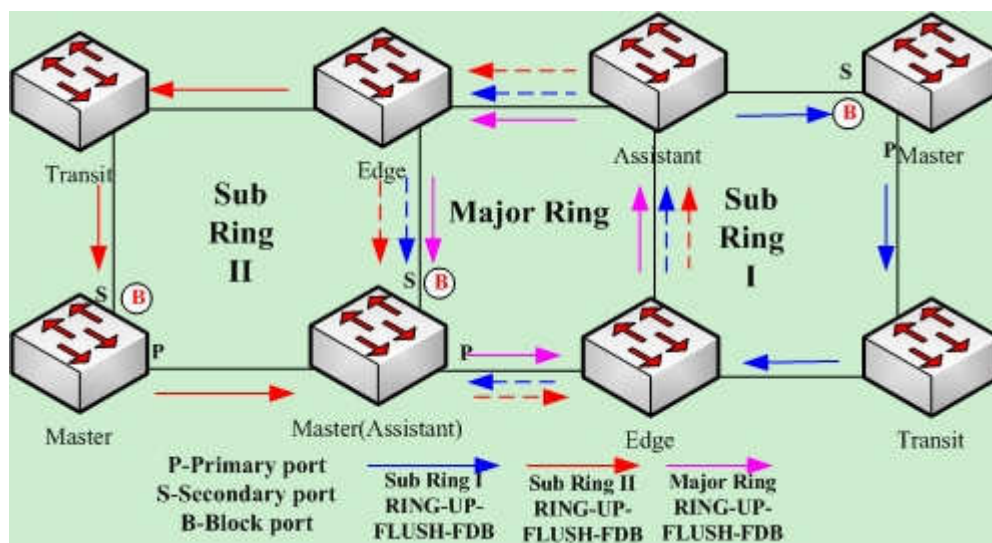 S
B
Transit
Edge
Assistant
P
Master
Sub
Ring
II
Major Ring
Sub
Ring
I
S
B
S
B
P
P
Master
Master(Assistant)
Edge
Transit
P-Primary port
S-Secondary port
B-Block port
Sub Ring I
RING-UP-
FLUSH-FDB
Sub Ring II
RING-UP-
FLUSH-FDB
Major Ring
RING-UP-
FLUSH-FDB